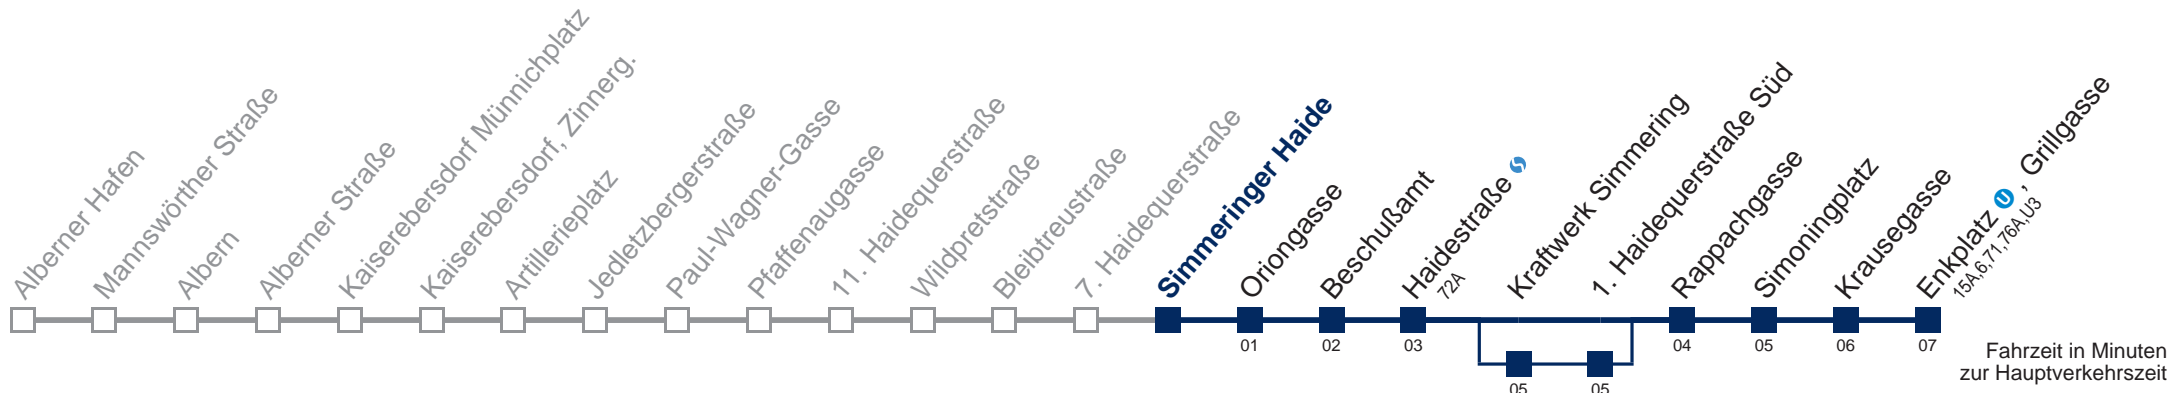 Alberner Hafen
Mannswörther Straße
Albern
Alberner Straße
Kaiserebersdorf Münnichplatz
Kaiserebersdorf, Zinnerg.
Artillerieplatz
Jedletzbergerstraße
Paul-Wagner-Gasse
Pfaffenaugasse
11. Haidequerstraße
Wildpretstraße
Bleibtreustraße
7. Haidequerstraße
Simmeringer Haide
Oriongasse
Beschußamt
Haidestraße S
72A
Kraftwerk Simmering
1. Haidequerstraße Süd
Rappachgasse
Simoningplatz
Krausegasse
Enkplatz U, Grillgasse
15A,6,71,76A,U3
01 02 03 04 05 06 07
05 05
Fahrzeit in Minuten
zur Hauptverkehrszeit